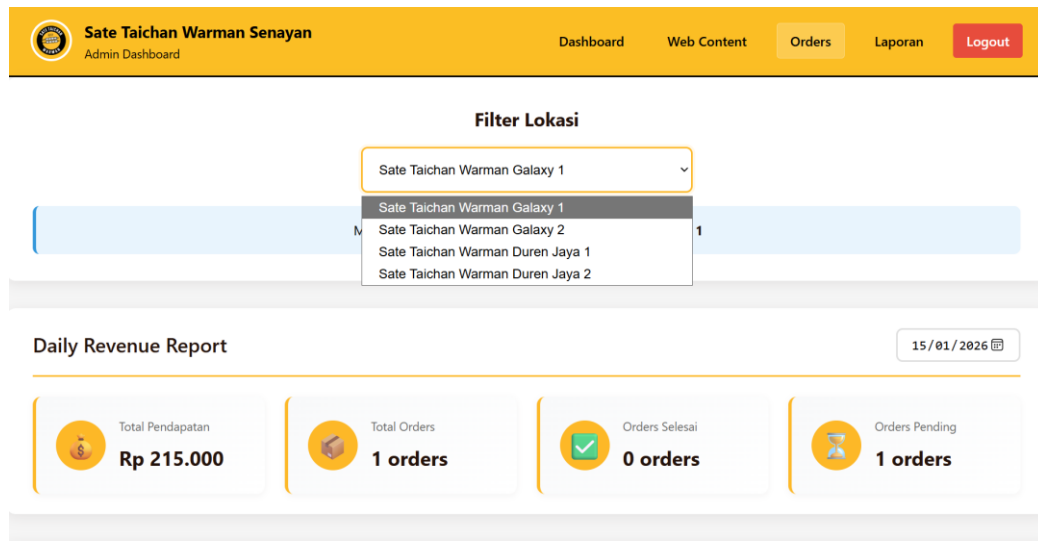 Sate Taichan Warman Senayan
Admin Dashboard
Dashboard Web Content Orders Laporan Logout
Filter Lokasi
Sate Taichan Warman Galaxy 1
Sate Taichan Warman Galaxy 1
M
Sate Taichan Warman Galaxy 2
1
Sate Taichan Warman Duren Jaya 1
Sate Taichan Warman Duren Jaya 2
Daily Revenue Report
15/01/2026
Total Pendapatan
Rp 215.000
Total Orders
1 orders
Orders Selesai
0 orders
Orders Pending
1 orders